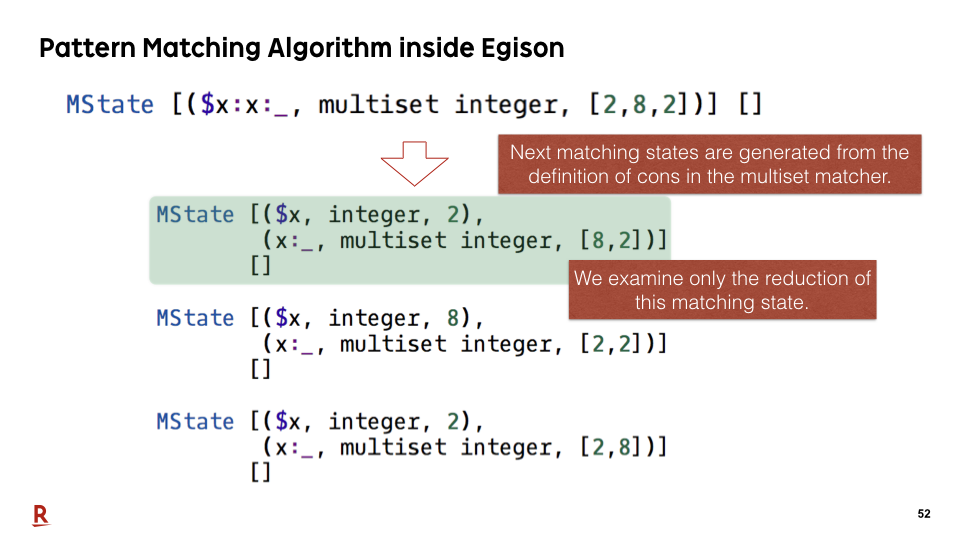 Pattern Matching Algorithm inside Egison
MState [($x:x:_, multiset integer, [2,8,2])] []
Next matching states are generated from the
definition of cons in the multiset matcher.
MState [($x, integer, 2),
(x:_, multiset integer, [8,2])]
[]
We examine only the reduction of
this matching state.
MState [($x, integer, 8),
(x:_, multiset integer, [2,2])]
[]
MState [($x, integer, 2),
(x:_, multiset integer, [2,8])]
[]
R
52